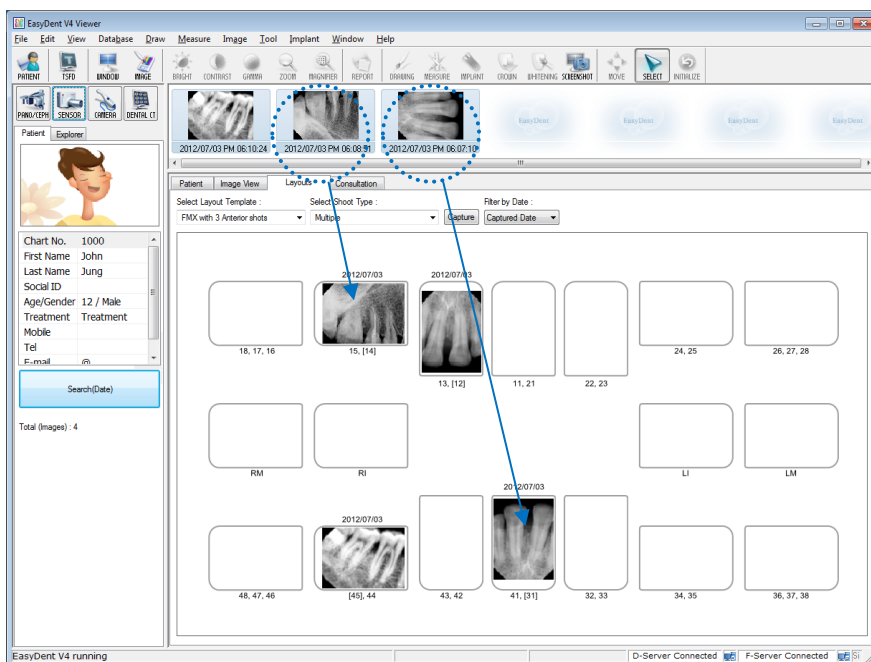 EasyDent V4 Viewer
File Edit View Database Draw Measure Image Tool Implant Window Help
PATIENT TSFD WINDOW IMAGE BRIGHT CONTRAST GAMMA ZOOM MAGNIFIER REPORT DRAWING MEASURE IMPLANT CROWN WHITENING SCREENSHOT MOVE SELECT INITIALIZE
PANO/CEPH SENSOR CAMERA DENTAL CT
EasyDent EasyDent EasyDent EasyDent
2012/07/03 PM 06:10:24 2012/07/03 PM 06:08:51 2012/07/03 PM 06:07:10
Patient Explorer
Patient Image View Layouts Consultation
Select Layout Template : Select Shoot Type : Filter by Date :
FMX with 3 Anterior shots Multiple Capture Captured Date
Chart No. 1000
First Name John
Last Name Jung
Social ID
Age/Gender 12 / Male
Treatment Treatment
Mobile
Tel
E-mail @
Search(Date)
Total (Images) : 4
2012/07/03 2012/07/03
18, 17, 16 15, [14] 13, [12] 11, 21 22, 23 24, 25 26, 27, 28
RM RI LI LM
2012/07/03
2012/07/03
48, 47, 46 [45], 44 43, 42 41, [31] 32, 33 34, 35 36, 37, 38
EasyDent V4 running D-Server Connected F-Server Connected Si